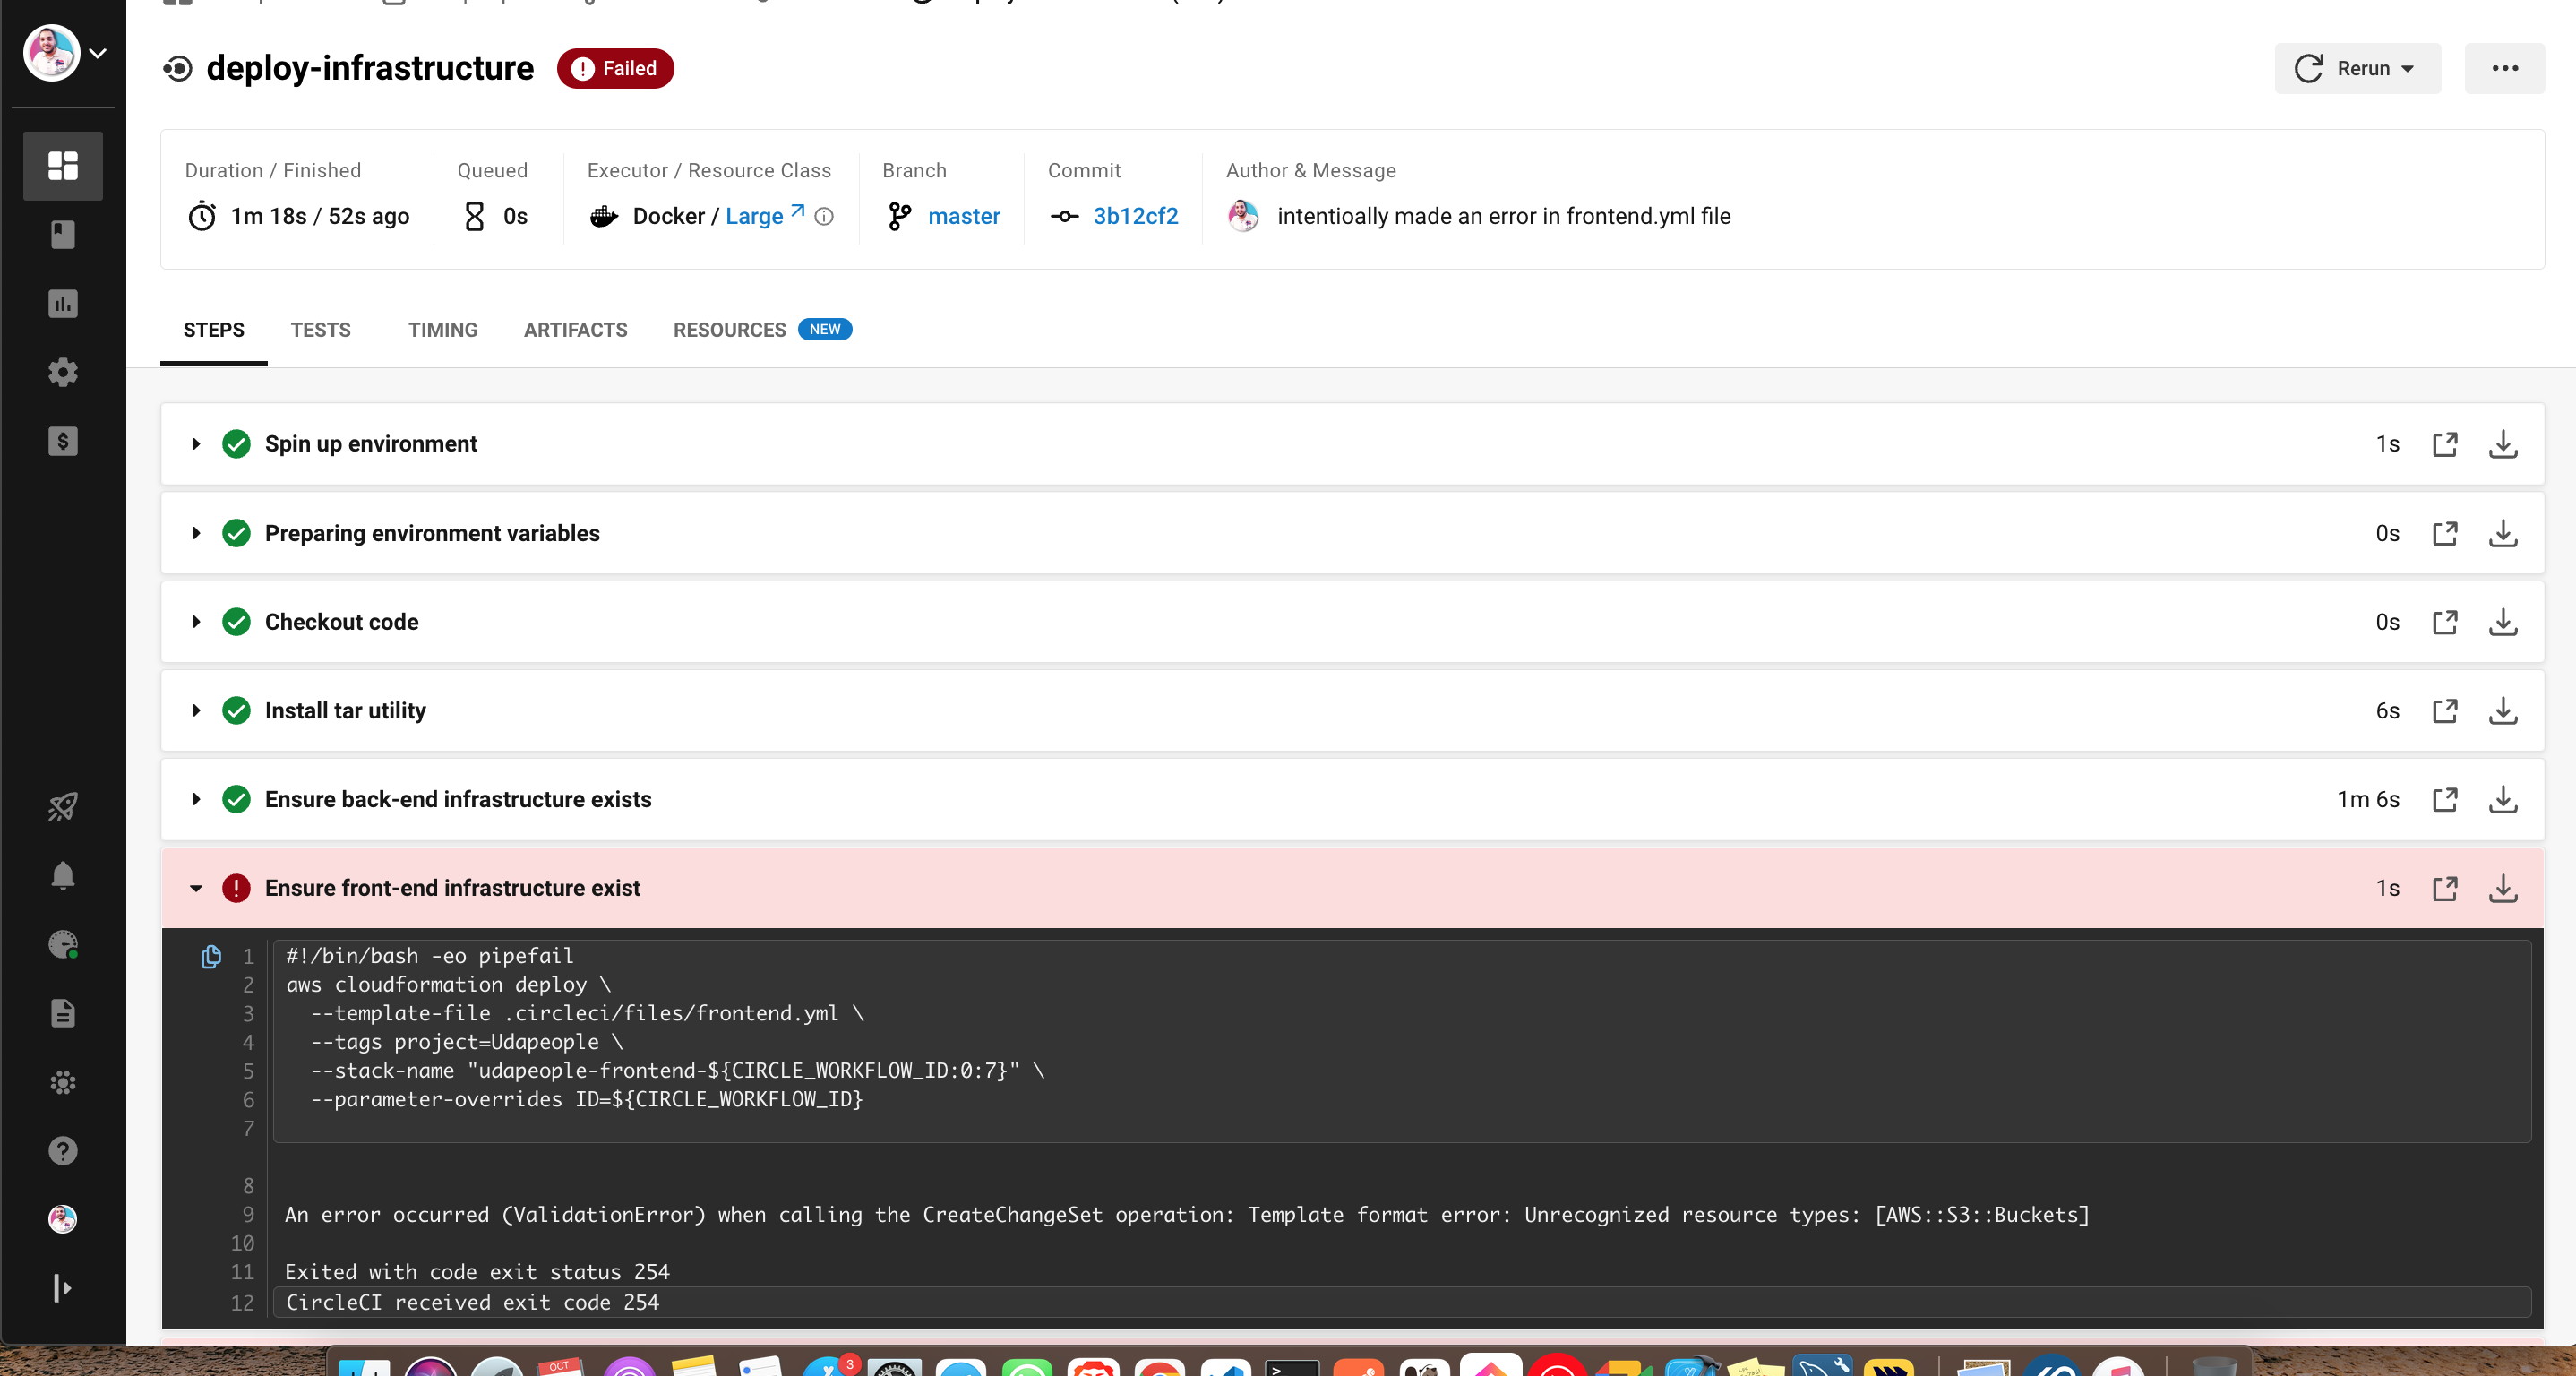 deploy-infrastructure
Failed
Rerun
Duration / Finished
Queued
Executor / Resource Class
Branch
Commit
Author & Message
1m 18s / 52s ago
0s
Docker / Large
master
3b12cf2
intentioally made an error in frontend.yml file
STEPS
TESTS
TIMING
ARTIFACTS
RESOURCES
NEW
Spin up environment
1s
Preparing environment variables
0s
Checkout code
0s
Install tar utility
6s
Ensure back-end infrastructure exists
1m 6s
Ensure front-end infrastructure exist
1s
1 #!/bin/bash -eo pipefail
2 aws cloudformation deploy \
3 --template-file .circleci/files/frontend.yml \
4 --tags project=Udapeople \
5 --stack-name "udapeople-frontend-${CIRCLE_WORKFLOW_ID:0:7}" \
6 --parameter-overrides ID=${CIRCLE_WORKFLOW_ID}
7
8
9 An error occurred (ValidationError) when calling the CreateChangeSet operation: Template format error: Unrecognized resource types: [AWS::S3::Buckets]
10
11 Exited with code exit status 254
12 CircleCI received exit code 254
OCT
3